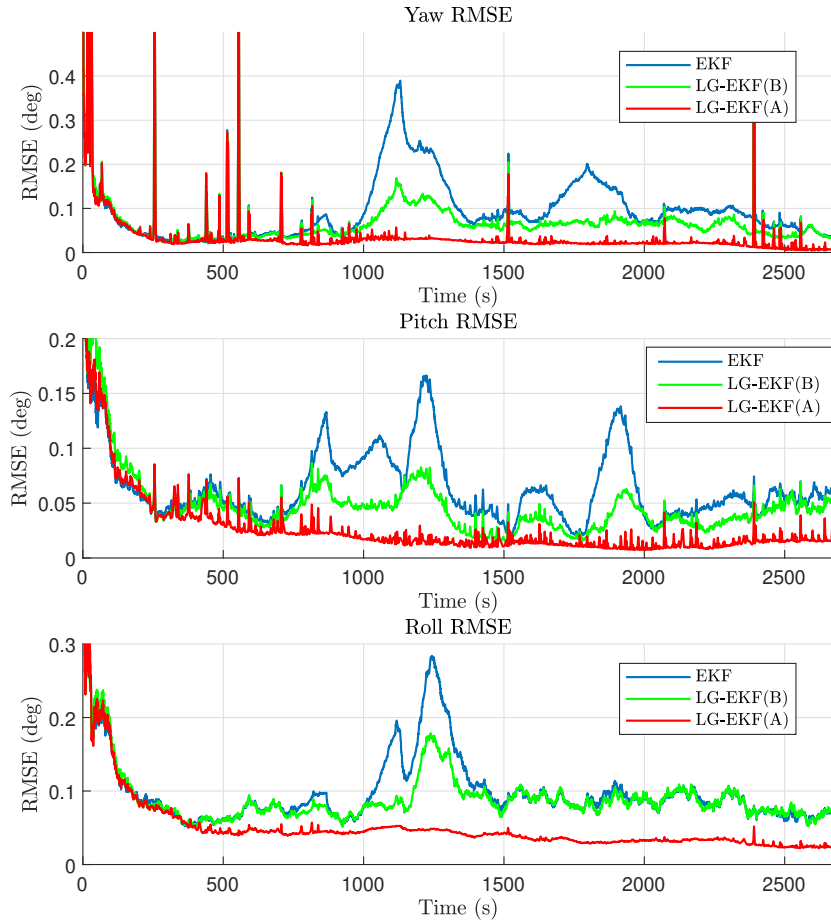 Yaw RMSE
RMSE (deg)
0.4
0.3
0.2
0.1
0
0 500 1000 1500 2000 2500
Time (s)
EKF
LG-EKF(B)
LG-EKF(A)
Pitch RMSE
RMSE (deg)
0.2
0.15
0.1
0.05
0
0 500 1000 1500 2000 2500
Time (s)
EKF
LG-EKF(B)
LG-EKF(A)
Roll RMSE
RMSE (deg)
0.3
0.2
0.1
0
0 500 1000 1500 2000 2500
Time (s)
EKF
LG-EKF(B)
LG-EKF(A)